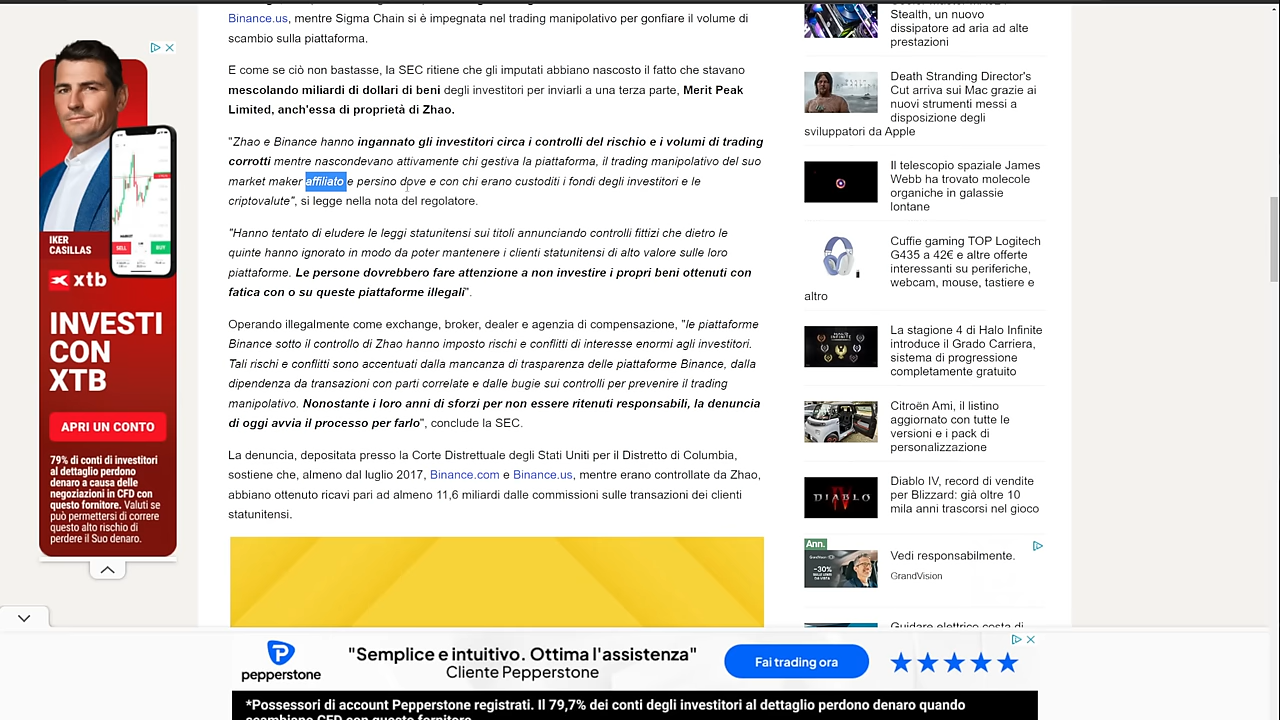 Binance.us, mentre Sigma Chain si è impegnata nel trading manipolativo per gonfiare il volume di
scambio sulla piattaforma.
E come se ciò non bastasse, la SEC ritiene che gli imputati abbiano nascosto il fatto che stavano
mescolando miliardi di dollari di beni degli investitori per inviarli a una terza parte, Merit Peak
Limited, anch'essa di proprietà di Zhao.
"Zhao e Binance hanno ingannato gli investitori circa i controlli del rischio e i volumi di trading
corrotti mentre nascondevano attivamente chi gestiva la piattaforma, il trading manipolativo del suo
market maker affiliato e persino dove e con chi erano custoditi i fondi degli investitori e le
criptovalute", si legge nella nota del regolatore.
"Hanno tentato di eludere le leggi statunitensi sui titoli annunciando controlli fittizi che dietro le
quinte hanno ignorato in modo da poter mantenere i clienti statunitensi di alto valore sulle loro
piattaforme. Le persone dovrebbero fare attenzione a non investire i propri beni ottenuti con
fatica con o su queste piattaforme illegali".
Operando illegalmente come exchange, broker, dealer e agenzia di compensazione, "le piattaforme
Binance sotto il controllo di Zhao hanno imposto rischi e conflitti di interesse enormi agli investitori.
Tali rischi e conflitti sono accentuati dalla mancanza di trasparenza delle piattaforme Binance, dalla
dipendenza da transazioni con parti correlate e dalle bugie sui controlli per prevenire il trading
manipolativo. Nonostante i loro anni di sforzi per non essere ritenuti responsabili, la denuncia
di oggi avvia il processo per farlo", conclude la SEC.
La denuncia, depositata presso la Corte Distrettuale degli Stati Uniti per il Distretto di Columbia,
sostiene che, almeno dal luglio 2017, Binance.com e Binance.us, mentre erano controllate da Zhao,
abbiano ottenuto ricavi pari ad almeno 11,6 miliardi dalle commissioni sulle transazioni dei clienti
statunitensi.
Stealth, un nuovo
dissipatore ad aria ad alte
prestazioni
Death Stranding Director's
Cut arriva sui Mac grazie ai
nuovi strumenti messi a
disposizione degli
sviluppatori da Apple
Il telescopio spaziale James
Webb ha trovato molecole
organiche in galassie
lontane
Cuffie gaming TOP Logitech
G435 a 42€ e altre offerte
interessanti su periferiche,
webcam, mouse, tastiere e
altro
La stagione 4 di Halo Infinite
introduce il Grado Carriera,
sistema di progressione
completamente gratuito
Citroën Ami, il listino
aggiornato con tutte le
versioni e i pack di
personalizzazione
DIABLO
Diablo IV, record di vendite
per Blizzard: già oltre 10
mila anni trascorsi nel gioco
Ann.
-30%
Vedi responsabilmente.
GrandVision
Guidare elettrico costa di
SELL
BUY
IKER
CASILLAS
xtb
INVESTI
CON
XTB
APRI UN CONTO
79% di conti di investitori
al dettaglio perdono
denaro a causa delle
negoziazioni in CFD con
questo fornitore. Valuti se
può permettersi di correre
questo alto rischio di
perdere il Suo denaro.
pepperstone
"Semplice e intuitivo. Ottima l'assistenza"
Cliente Pepperstone
Fai trading ora
*Possessori di account Pepperstone registrati. Il 79,7% dei conti degli investitori al dettaglio perdono denaro quando
scambiano CFD con questo fornitore.